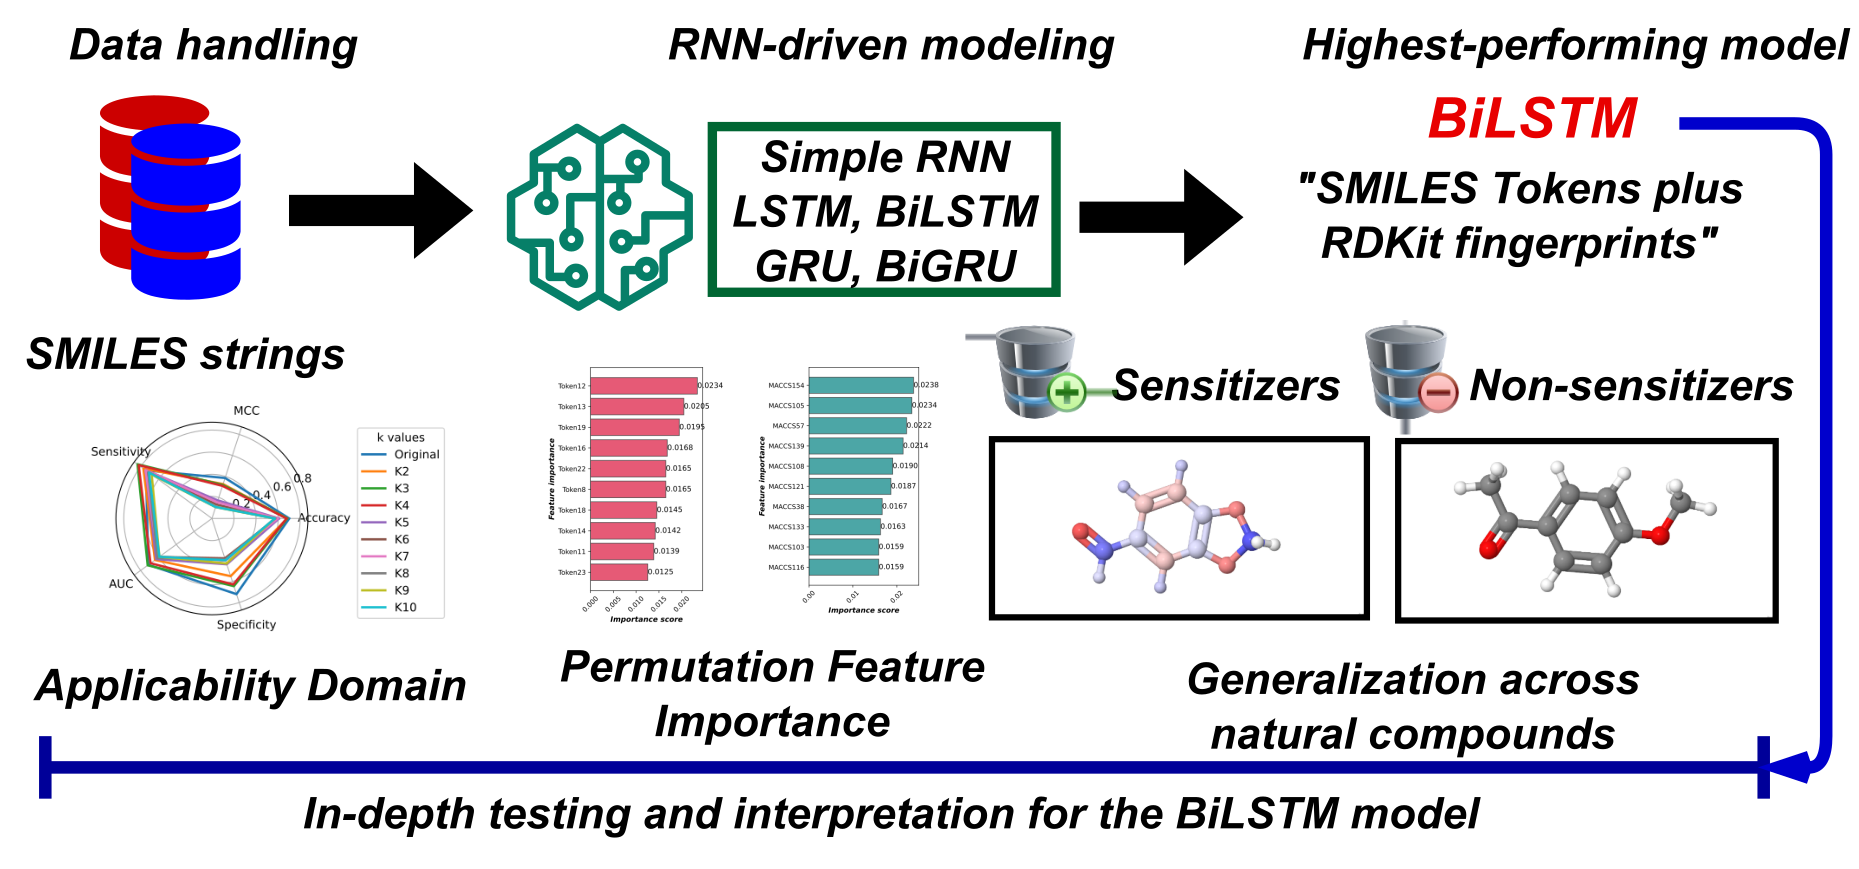 Data handling
RNN-driven modeling
Highest-performing model
Simple RNN
LSTM, BiLSTM
GRU, BiGRU
BiLSTM
"SMILES Tokens plus
RDKit fingerprints"
SMILES strings
MCC
Sensitivity
Accuracy
AUC
Specificity
0.2
0.4
0.6
0.8
k values
Original
K2
K3
K4
K5
K6
K7
K8
K9
K10
Applicability Domain
Feature importance
Token12 0.0234
Token13 0.0205
Token19 0.0195
Token16 0.0168
Token22 0.0165
Token8 0.0165
Token18 0.0145
Token14 0.0142
Token11 0.0139
Token23 0.0125
0.000 0.005 0.010 0.015 0.020
Importance score
Feature importance
MACCS154 0.0238
MACCS105 0.0234
MACCS57 0.0222
MACCS139 0.0214
MACCS108 0.0190
MACCS121 0.0187
MACCS38 0.0167
MACCS133 0.0163
MACCS103 0.0159
MACCS116 0.0159
0.00 0.01 0.02
Importance score
Permutation Feature
Importance
Sensitizers
Non-sensitizers
Generalization across
natural compounds
In-depth testing and interpretation for the BiLSTM model